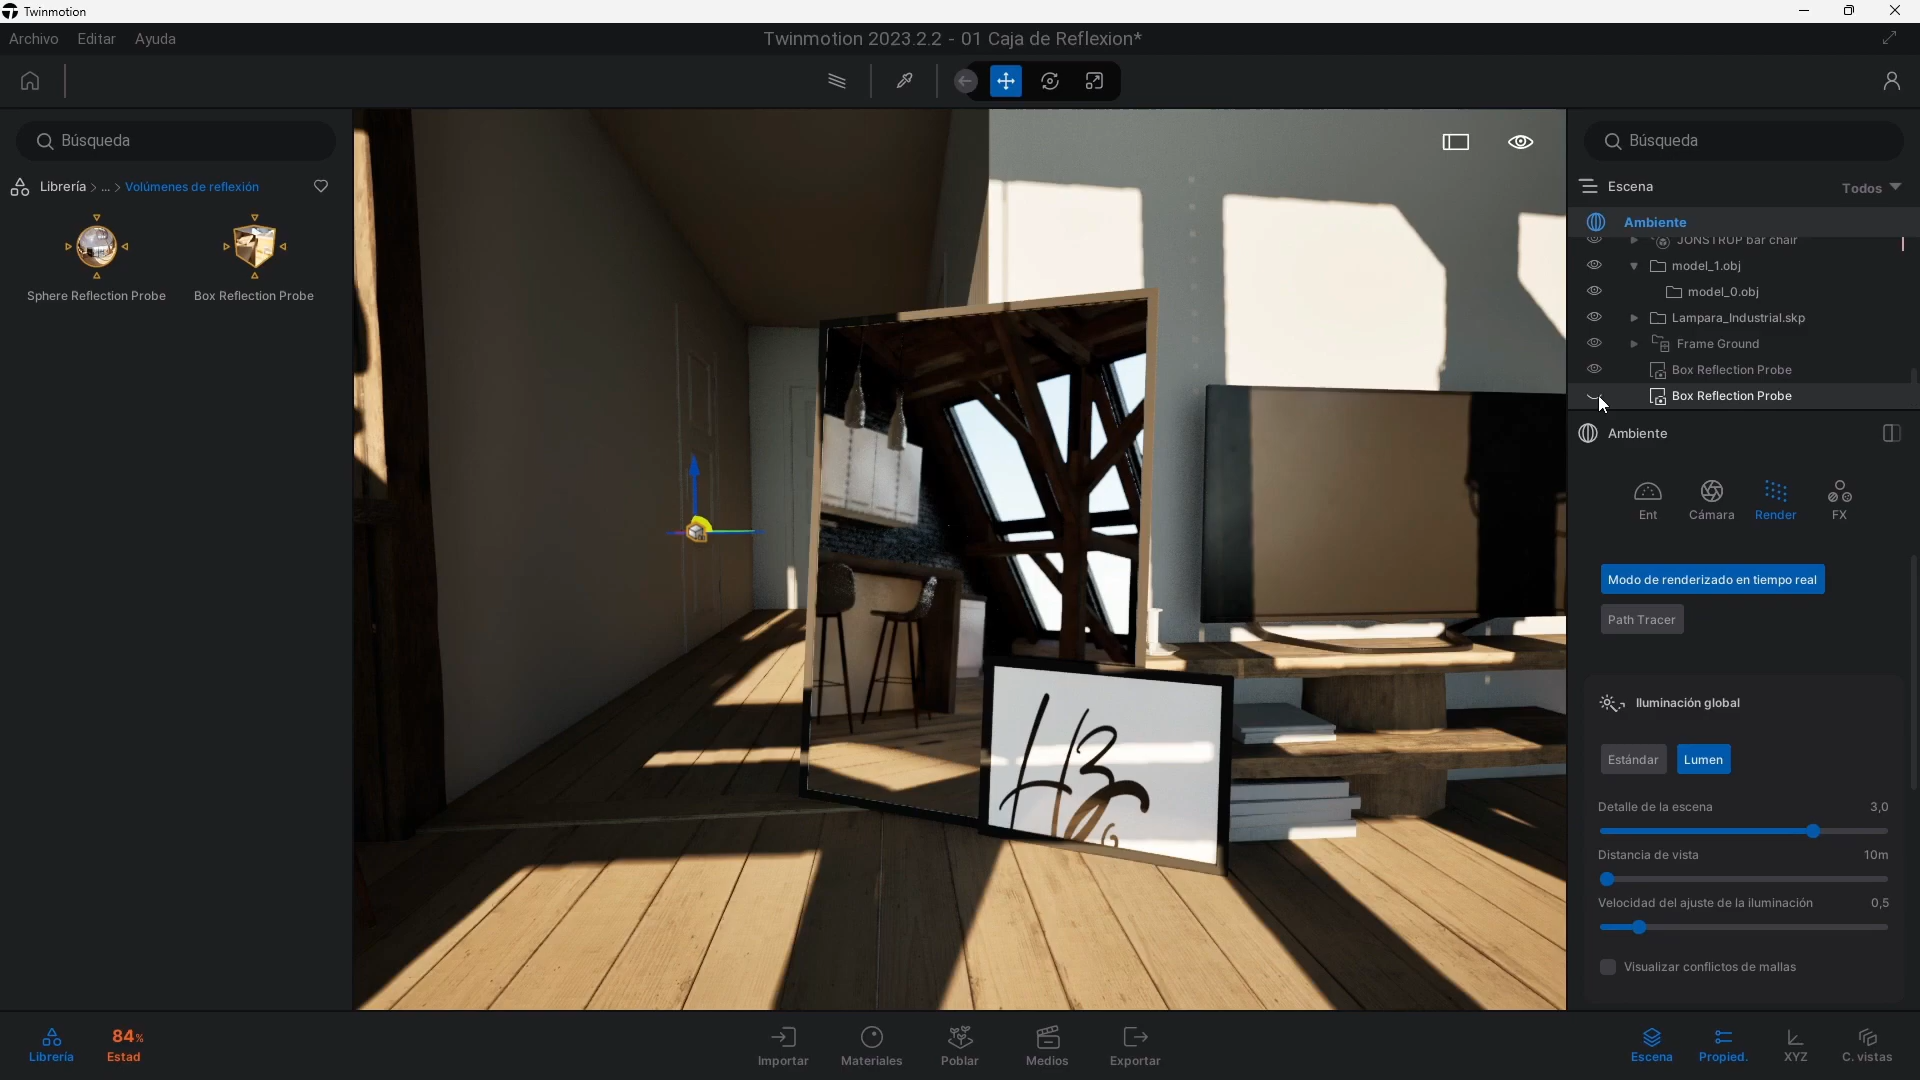 Twinmotion
Archivo Editar Ayuda
Twinmotion 2023.2.2 - 01 Caja de Reflexion*
Búsqueda
Librería > ... > Volúmenes de reflexión
Sphere Reflection Probe
Box Reflection Probe
Búsqueda
Escena
Todos
Ambiente
JONSTRUP bar chair
model_1.obj
model_0.obj
Lampara_Industrial.skp
Frame Ground
Box Reflection Probe
Box Reflection Probe
Ambiente
Ent
Cámara
Render
FX
Modo de renderizado en tiempo real
Path Tracer
Iluminación global
Estándar
Lumen
Detalle de la escena 3,0
Distancia de vista 10m
Velocidad del ajuste de la iluminación 0,5
Visualizar conflictos de mallas
Librería
84%
Estad
Importar
Materiales
Poblar
Medios
Exportar
Escena
Propied.
XYZ
C. vistas